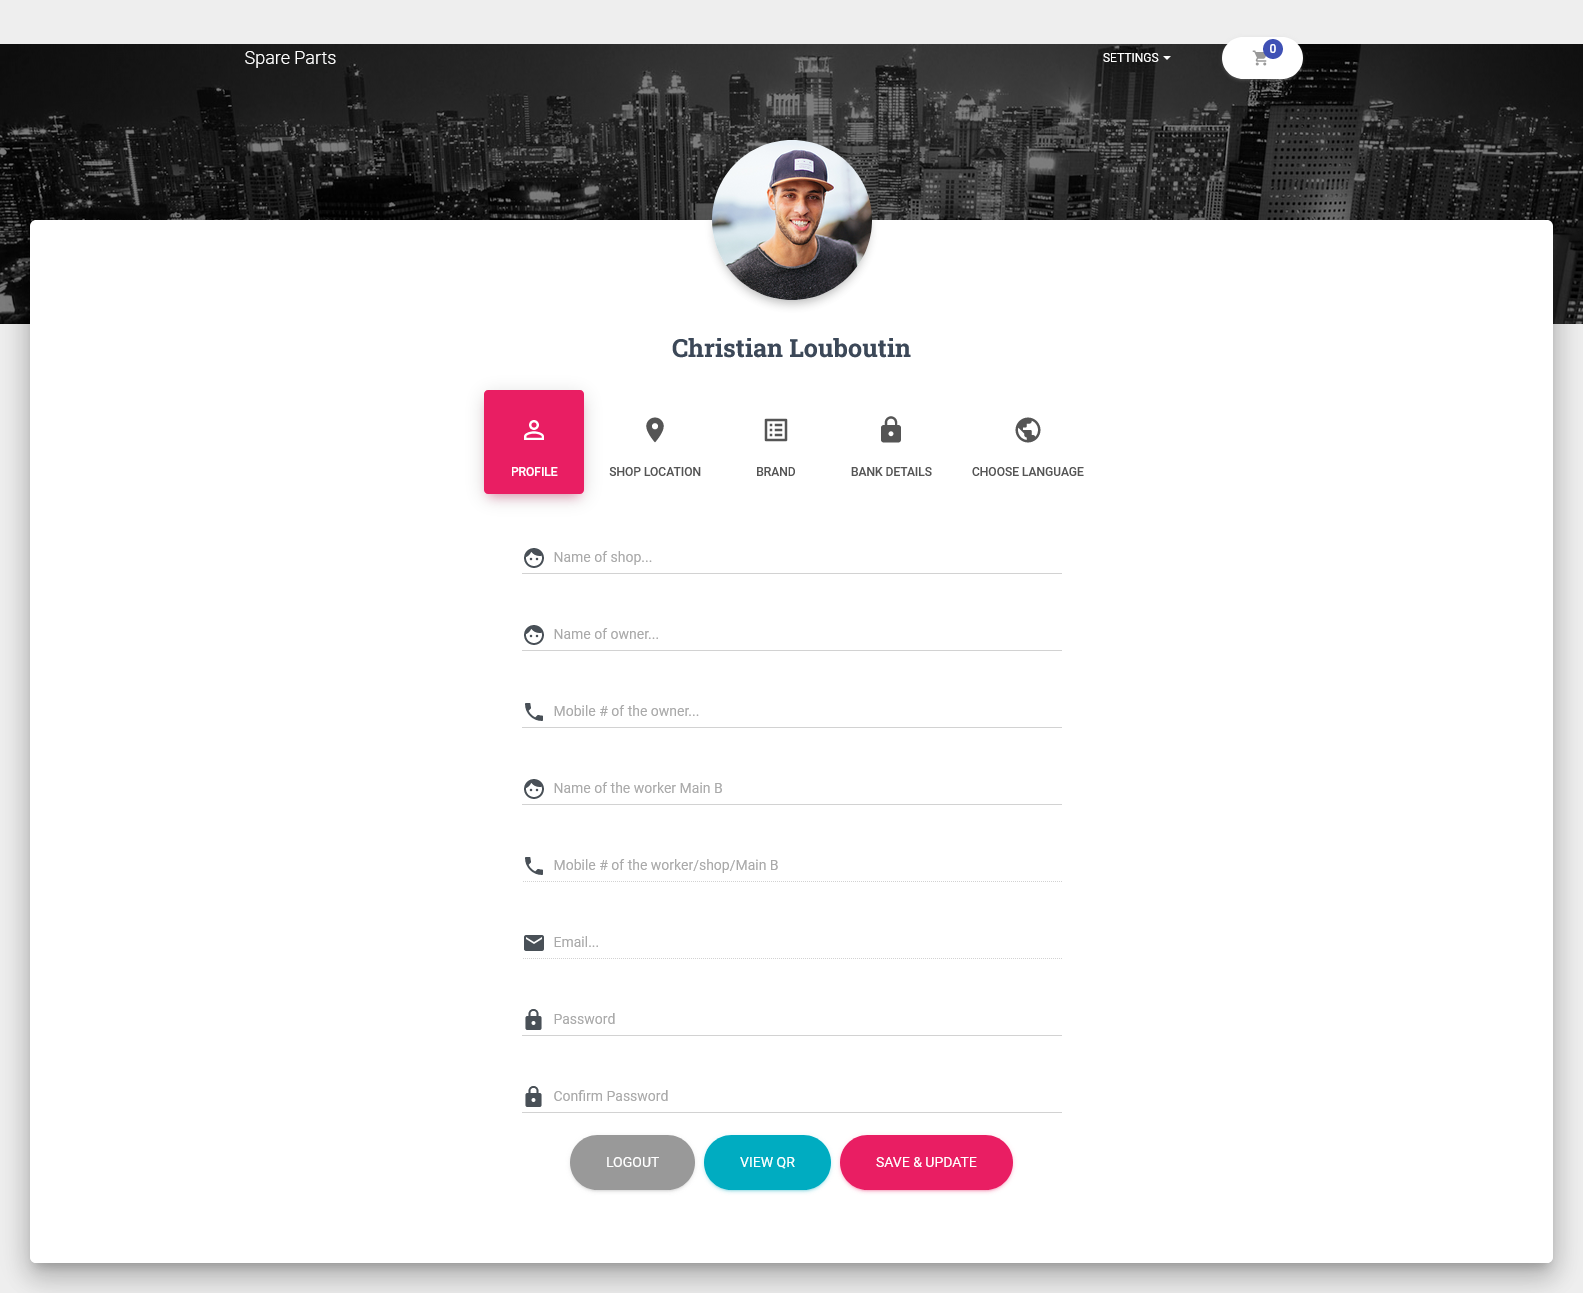 Spare Parts
SETTINGS
0
Christian Louboutin
PROFILE
SHOP LOCATION
BRAND
BANK DETAILS
CHOOSE LANGUAGE
Name of shop...
Name of owner...
Mobile # of the owner...
Name of the worker Main B
Mobile # of the worker/shop/Main B
Email...
Password
Confirm Password
LOGOUT
VIEW QR
SAVE & UPDATE